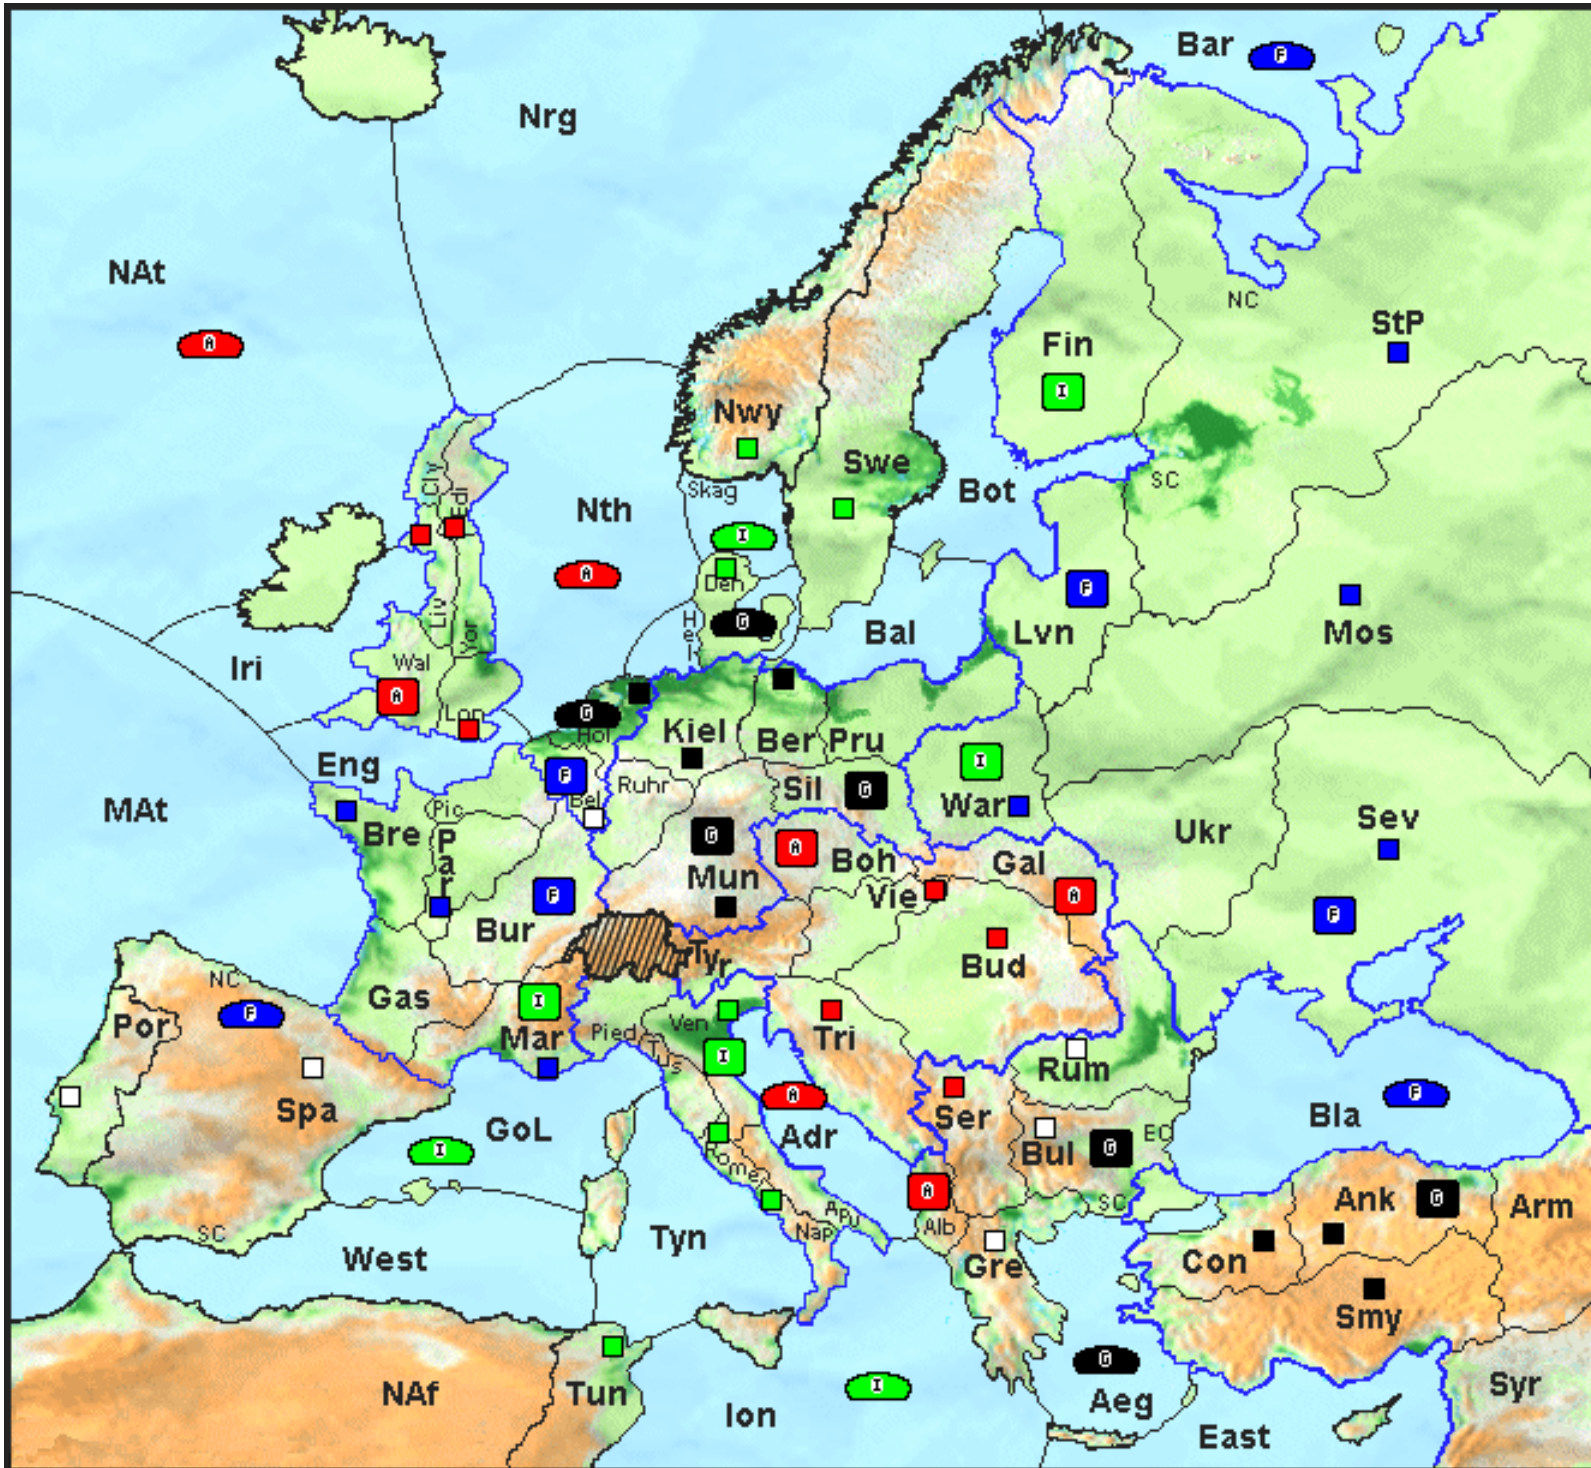 Bar
F
Nrg
NAt
A
NC
StP
Fin
I
Nwy
Swe
Bot
SC
Skag
Nth
I
A
Cly
Edi
Den
G
Hel
Bal
F
Lvn
Mos
Liv
Yor
Iri
Wal
A
Lon
G
Hol
Kiel
Ber
Pru
I
War
Eng
F
Bel
Ruhr
Sil
G
MAt
Pic
Bre
Par
G
Mun
A
Boh
Gal
Vie
A
Ukr
Sev
F
Bur
F
Tyr
Bud
NC
F
Por
Gas
I
Mar
Pied
Ven
Tus
I
Tri
Rum
Spa
GoL
I
A
Adr
Ser
Bul
G
EC
Bla
F
Rome
A
SC
Ank
G
Arm
SC
West
Tyn
Nap
Apu
Alb
Gre
Con
Smy
G
Aeg
NAf
Tun
Ion
I
East
Syr